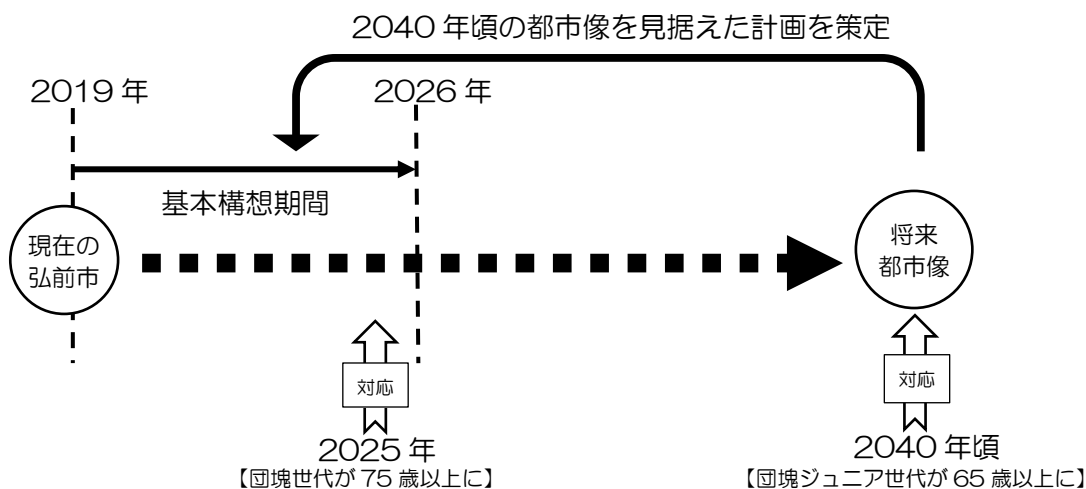 2040 年頃の都市像を見据えた計画を策定
2019 年
2026 年
基本構想期間
現在の
弘前市
将来
都市像
対応
対応
2025 年
【団塊世代が 75 歳以上に】
2040 年頃
【団塊ジュニア世代が 65 歳以上に】